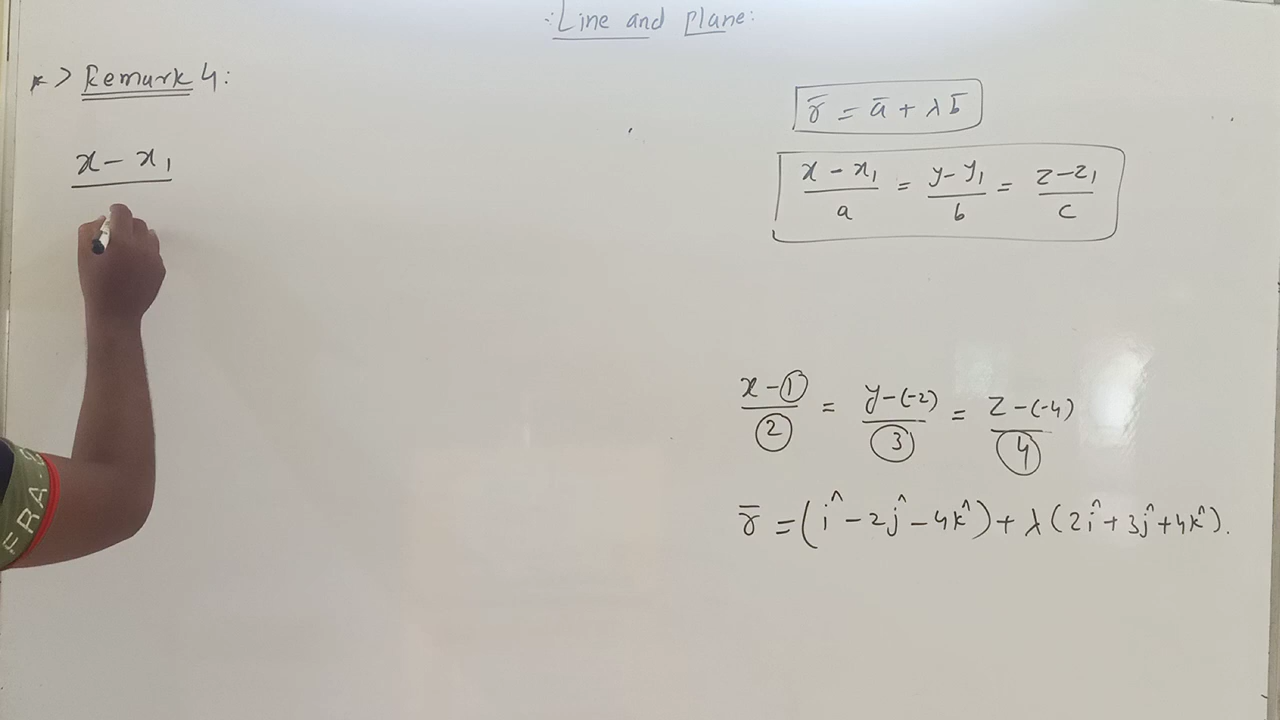 :Line and plane:
*> Remark 4:
x - x₁
r̄ = ā + λb̄
(x - x₁)/a = (y - y₁)/b = (z - z₁)/c
(x - 1)/2 = (y - (-2))/3 = (z - (-4))/4
r̄ = (î - 2ĵ - 4k̂) + λ(2î + 3ĵ + 4k̂).